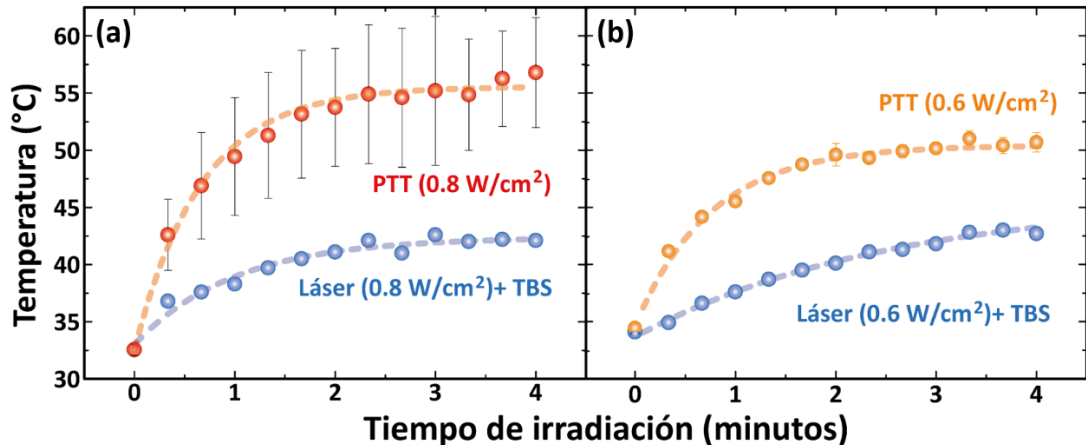 (a)
(b)
60
55
50
45
40
35
30
Temperatura (°C)
PTT (0.8 W/cm²)
Láser (0.8 W/cm²)+ TBS
PTT (0.6 W/cm²)
Láser (0.6 W/cm²)+ TBS
0 1 2 3 4 0 1 2 3 4
Tiempo de irradiación (minutos)